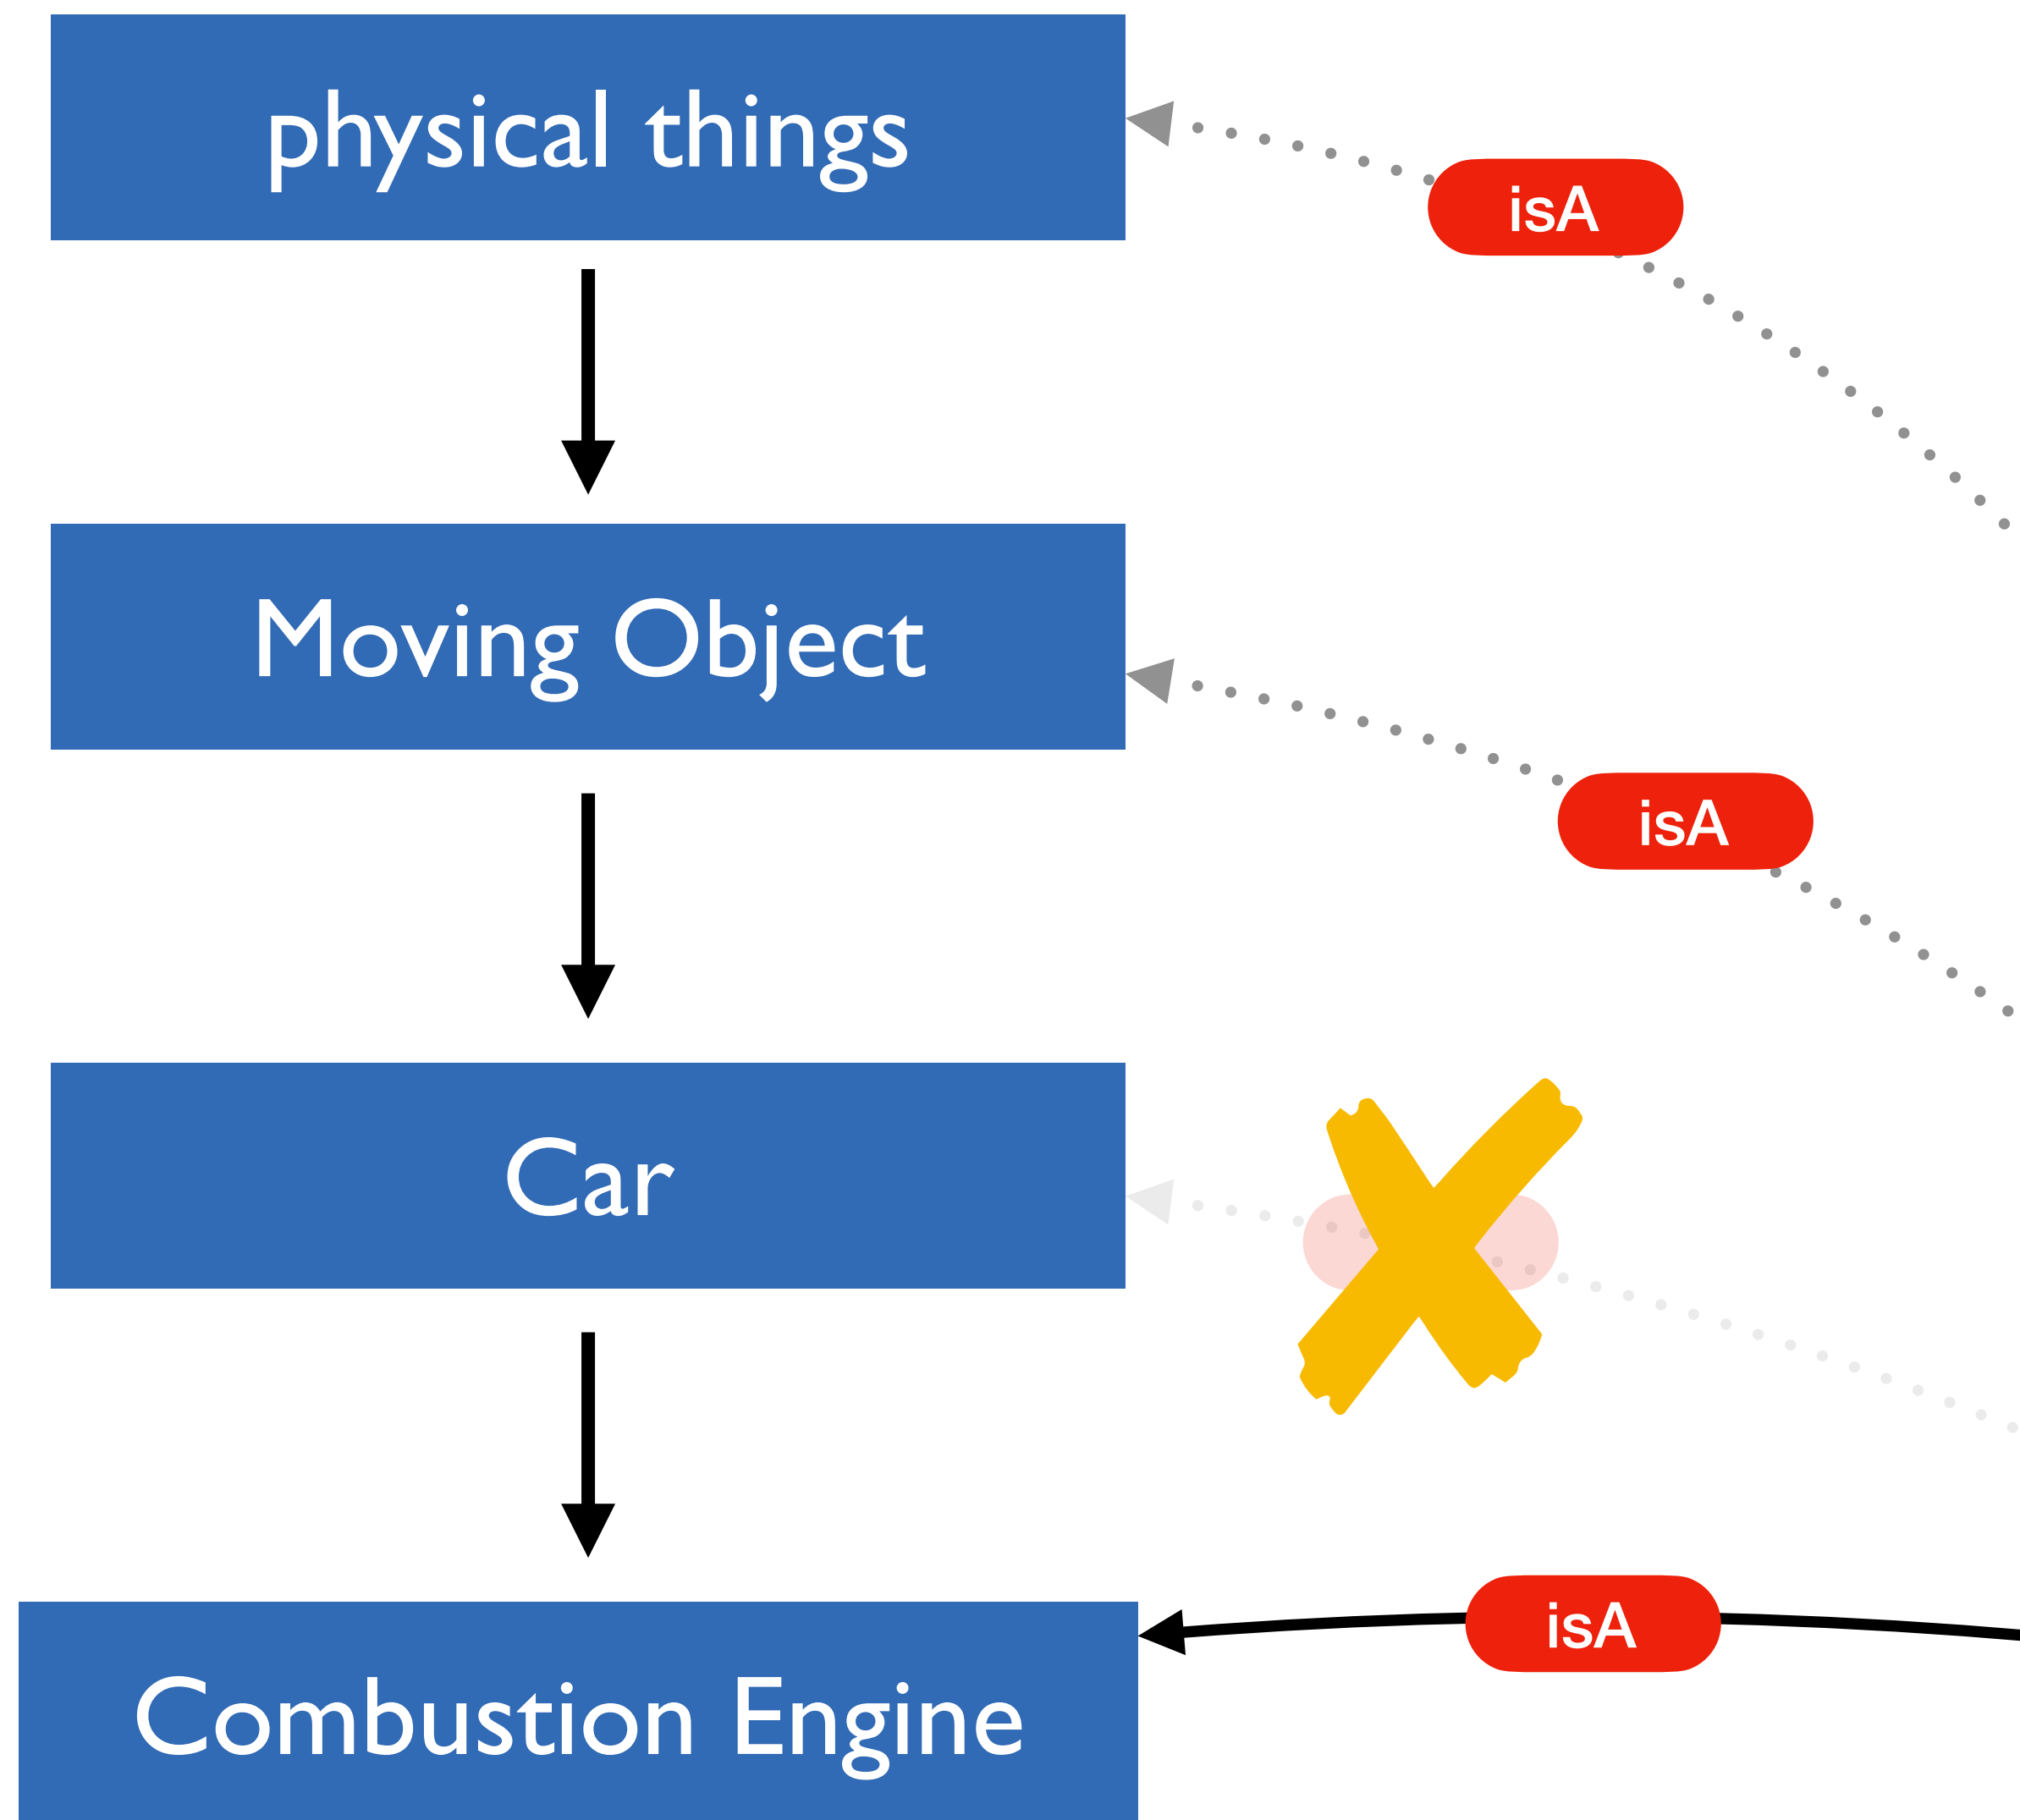 physical things
isA
Moving Object
isA
Car
isA
Combustion Engine